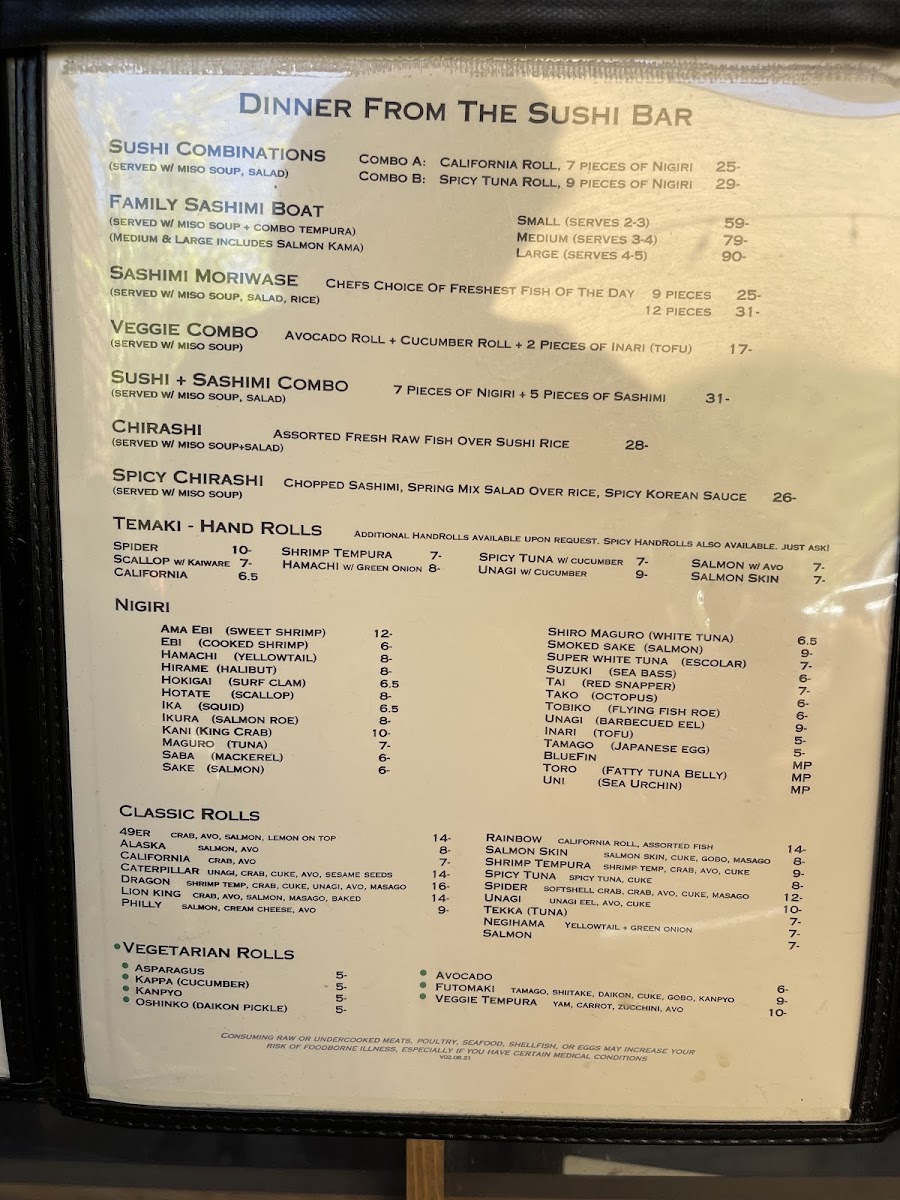 Dinner From The Sushi Bar
Sushi Combinations
(served w/ miso soup, salad)
Combo A: California Roll, 7 pieces of Nigiri 25-
Combo B: Spicy Tuna Roll, 9 pieces of Nigiri 29-
Family Sashimi Boat
(served w/ miso soup + combo tempura)
(Medium & Large includes Salmon Kama)
Small (serves 2-3) 59-
Medium (serves 3-4) 79-
Large (serves 4-5) 90-
Sashimi Moriwase Chefs Choice Of Freshest Fish Of The Day 9 pieces 25-
(served w/ miso soup, salad, rice) 12 pieces 31-
Veggie Combo Avocado Roll + Cucumber Roll + 2 Pieces of Inari (tofu) 17-
(served w/ miso soup)
Sushi + Sashimi Combo 7 Pieces of Nigiri + 5 Pieces of Sashimi 31-
(served w/ miso soup, salad)
Chirashi Assorted Fresh Raw Fish Over Sushi Rice 28-
(served w/ miso soup+salad)
Spicy Chirashi Chopped Sashimi, Spring Mix Salad Over rice, Spicy Korean Sauce 26-
(served w/ miso soup)
Temaki - Hand Rolls Additional HandRolls available upon request. Spicy HandRolls also available. Just ask!
Spider 10-
Scallop w/ Kaiware 7-
California 6.5
Shrimp Tempura 7-
Hamachi w/ Green Onion 8-
Spicy Tuna w/ cucumber 7-
Unagi w/ Cucumber 9-
Salmon w/ Avo 7-
Salmon Skin 7-
Nigiri
Ama Ebi (sweet shrimp) 12-
Ebi (cooked shrimp) 6-
Hamachi (yellowtail) 8-
Hirame (halibut) 8-
Hokigai (surf clam) 6.5
Hotate (scallop) 8-
Ika (squid) 6.5
Ikura (salmon roe) 8-
Kani (King Crab) 10-
Maguro (tuna) 7-
Saba (mackerel) 6-
Sake (salmon) 6-
Shiro Maguro (white tuna) 6.5
Smoked Sake (salmon) 9-
Super White Tuna (escolar) 7-
Suzuki (sea bass) 6-
Tai (red snapper) 7-
Tako (octopus) 6-
Tobiko (flying fish roe) 6-
Unagi (barbecued eel) 9-
Inari (tofu) 5-
Tamago (Japanese egg) 5-
BlueFin MP
Toro (Fatty tuna Belly) MP
Uni (Sea Urchin) MP
Classic Rolls
49er crab, avo, salmon, lemon on top 14-
Alaska salmon, avo 8-
California crab, avo 7-
Caterpillar unagi, crab, cuke, avo, sesame seeds 14-
Dragon shrimp temp, crab, cuke, unagi, avo, masago 16-
Lion King crab, avo, salmon, masago, baked 14-
Philly salmon, cream cheese, avo 9-
Rainbow California roll, assorted fish 14-
Salmon Skin salmon skin, cuke, gobo, masago 8-
Shrimp Tempura shrimp temp, crab, avo, cuke 9-
Spicy Tuna spicy tuna, cuke 8-
Spider softshell crab, crab, avo, cuke, masago 12-
Unagi unagi eel, avo, cuke 10-
Tekka (Tuna) 7-
Negihama yellowtail + green onion 7-
Salmon 7-
•Vegetarian Rolls
• Asparagus 5-
• Kappa (cucumber) 5-
• Kanpyo 5-
• Oshinko (daikon pickle) 5-
• Avocado 6-
• Futomaki tamago, shiitake, daikon, cuke, gobo, kanpyo 9-
• Veggie Tempura yam, carrot, zucchini, avo 10-
Consuming raw or undercooked meats, poultry, seafood, shellfish, or eggs may increase your
risk of foodborne illness, especially if you have certain medical conditions
V02.08.21